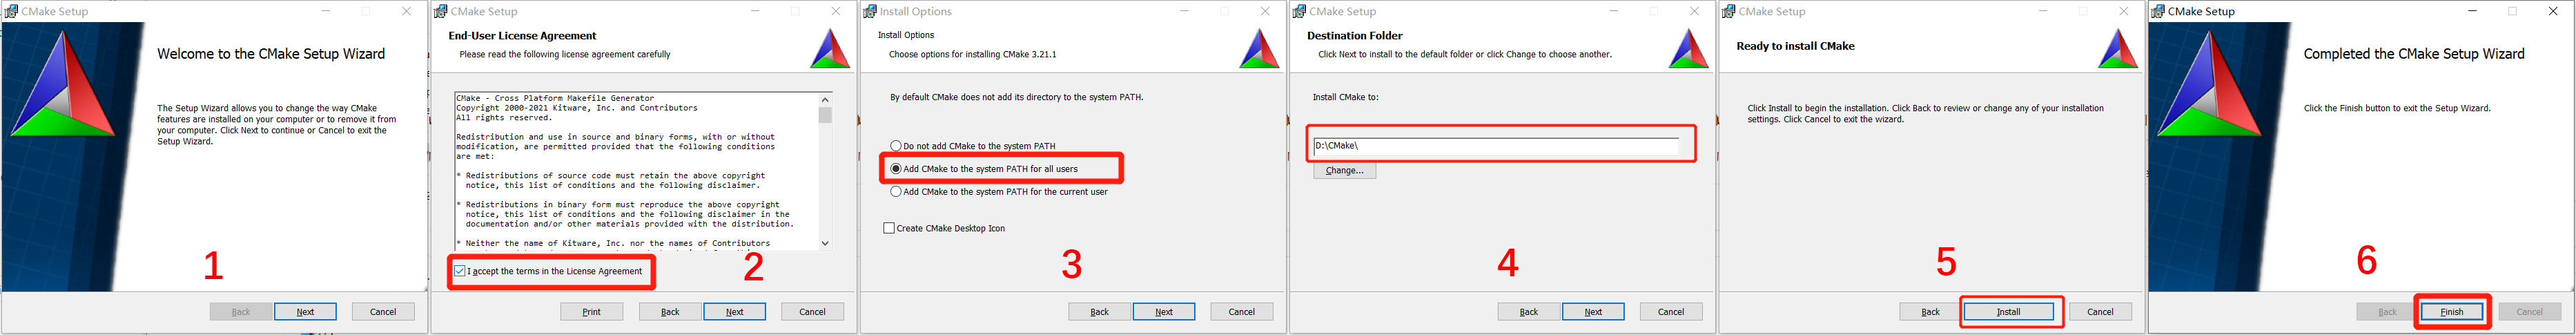 CMake Setup
Welcome to the CMake Setup Wizard
The Setup Wizard allows you to change the way CMake
features are installed on your computer or to remove it from
your computer. Click Next to continue or Cancel to exit the
Setup Wizard.
1
Back
Next
Cancel
CMake Setup
End-User License Agreement
Please read the following license agreement carefully
CMake - Cross Platform Makefile Generator
Copyright 2000-2021 Kitware, Inc. and Contributors
All rights reserved.
Redistribution and use in source and binary forms, with or without
modification, are permitted provided that the following conditions
are met:
* Redistributions of source code must retain the above copyright
notice, this list of conditions and the following disclaimer.
* Redistributions in binary form must reproduce the above copyright
notice, this list of conditions and the following disclaimer in the
documentation and/or other materials provided with the distribution.
* Neither the name of Kitware, Inc. nor the names of Contributors
I accept the terms in the License Agreement
2
Print
Back
Next
Cancel
Install Options
Install Options
Choose options for installing CMake 3.21.1
By default CMake does not add its directory to the system PATH.
Do not add CMake to the system PATH
Add CMake to the system PATH for all users
Add CMake to the system PATH for the current user
Create CMake Desktop Icon
3
Back
Next
Cancel
CMake Setup
Destination Folder
Click Next to install to the default folder or click Change to choose another.
Install CMake to:
D:\CMake\
Change...
4
Back
Next
Cancel
CMake Setup
Ready to install CMake
Click Install to begin the installation. Click Back to review or change any of your installation
settings. Click Cancel to exit the wizard.
5
Back
Install
Cancel
CMake Setup
Completed the CMake Setup Wizard
Click the Finish button to exit the Setup Wizard.
6
Back
Finish
Cancel